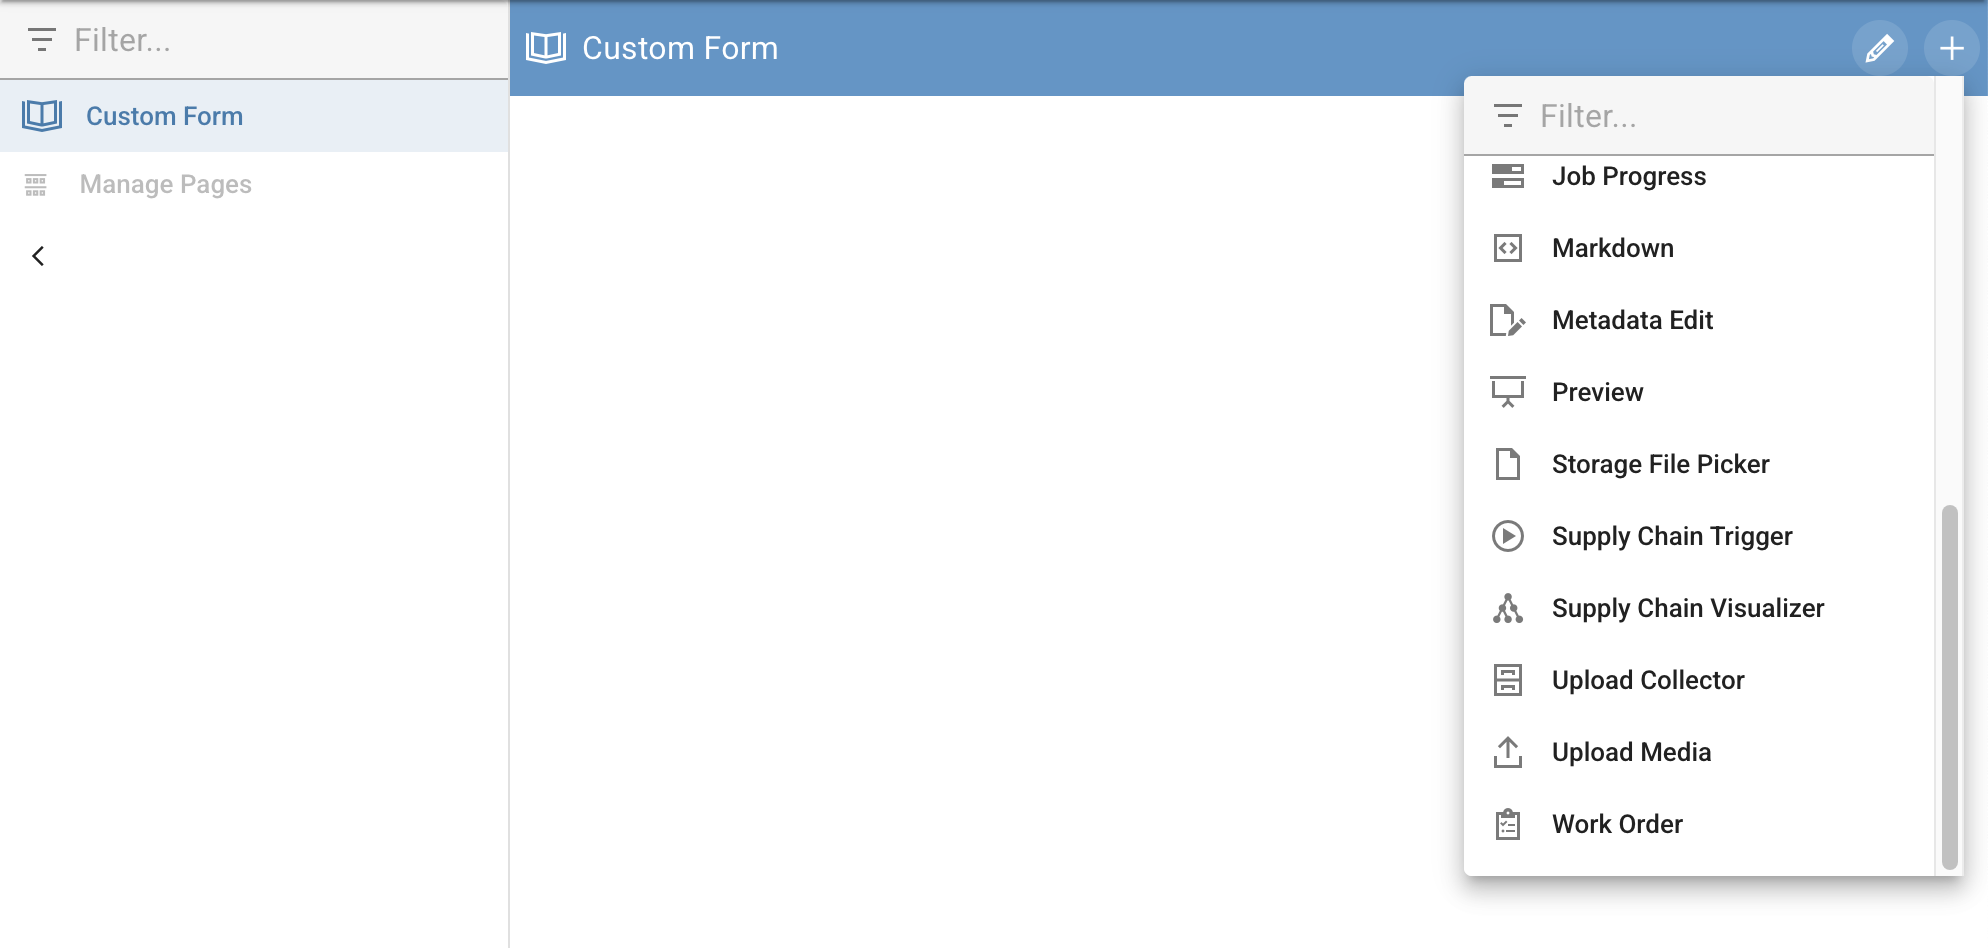 Filter...
Custom Form
Manage Pages
Custom Form
Filter...
Job Progress
Markdown
Metadata Edit
Preview
Storage File Picker
Supply Chain Trigger
Supply Chain Visualizer
Upload Collector
Upload Media
Work Order